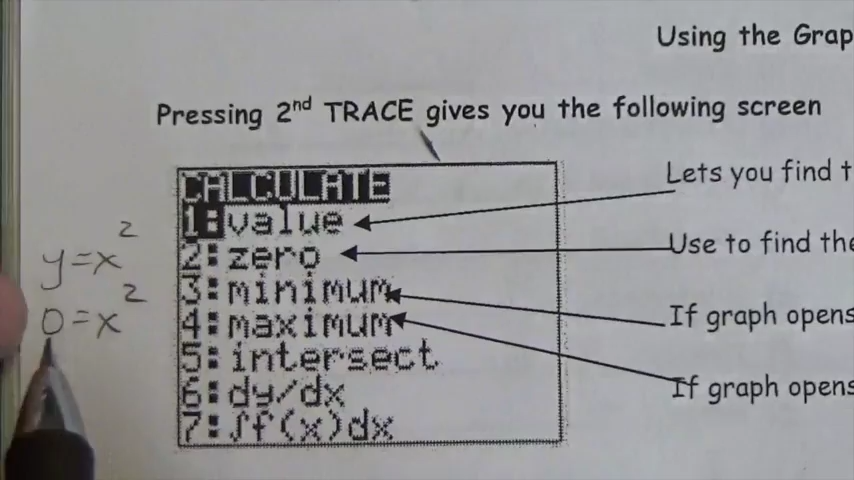 Using the Grap
Pressing 2nd TRACE gives you the following screen
CALCULATE
1:value
2:zero
3:minimum
4:maximum
5:intersect
6:dy/dx
7:∫f(x)dx
Lets you find t
Use to find the
If graph opens
If graph opens
y=x²
0=x²